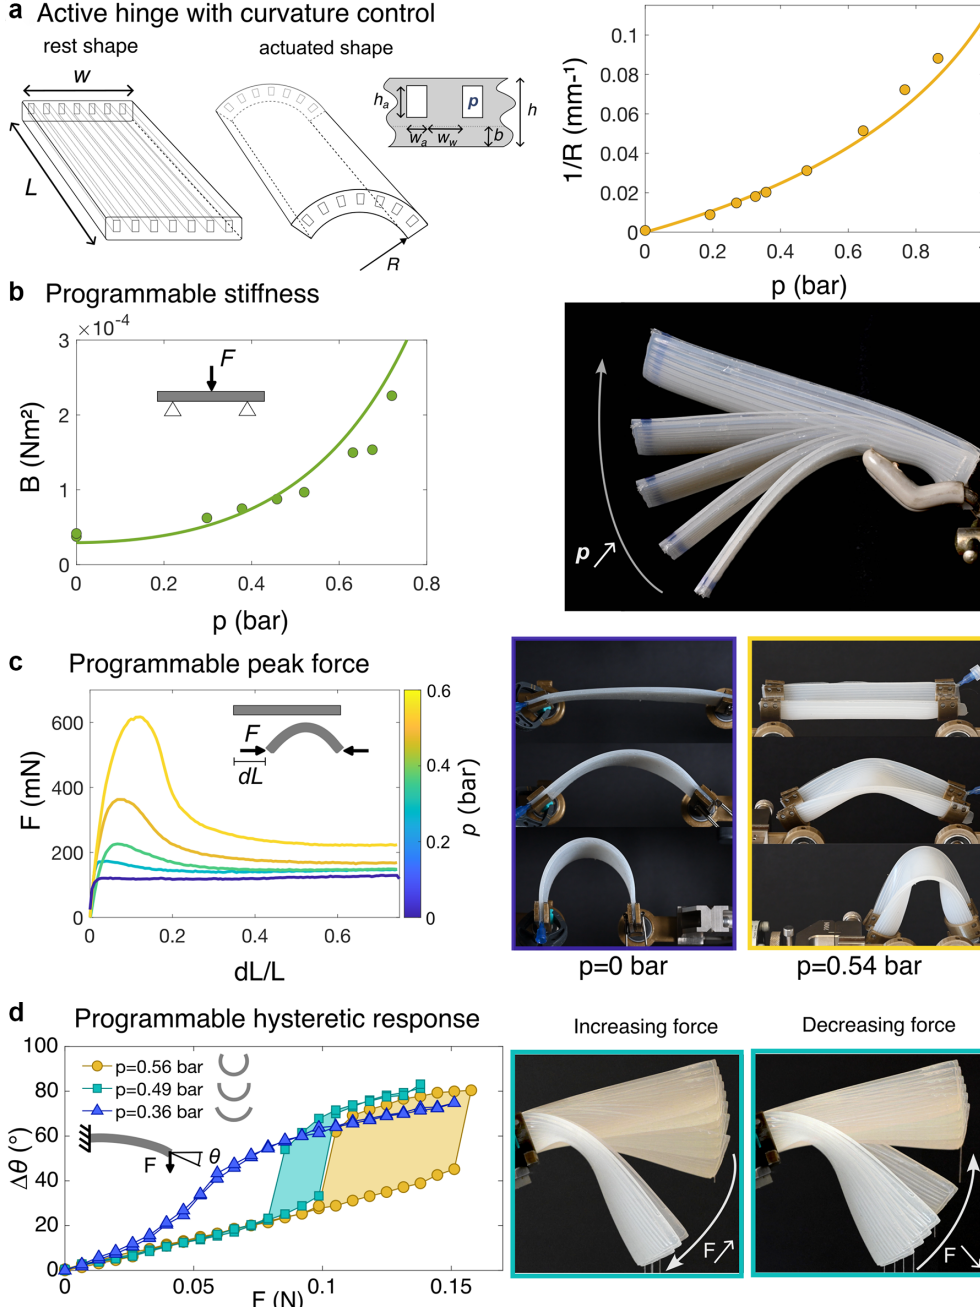 a Active hinge with curvature control
rest shape
actuated shape
w
L
R
hₐ
p
h
wₐ
w_w
b
1/R (mm⁻¹)
0.1
0.08
0.06
0.04
0.02
0
0
0.2
0.4
0.6
0.8
1
p (bar)
b Programmable stiffness
×10⁻⁴
B (Nm²)
3
2
1
0
F
0
0.2
0.4
0.6
0.8
p (bar)
p
c Programmable peak force
F (mN)
600
400
200
0
F
dL
0
0.2
0.4
0.6
dL/L
0.6
0.4
0.2
0
p (bar)
p=0 bar
p=0.54 bar
d Programmable hysteretic response
Δθ (°)
100
80
60
40
20
0
p=0.56 bar
p=0.49 bar
p=0.36 bar
F
θ
0
0.05
0.1
0.15
F (N)
Increasing force
Decreasing force
F
F